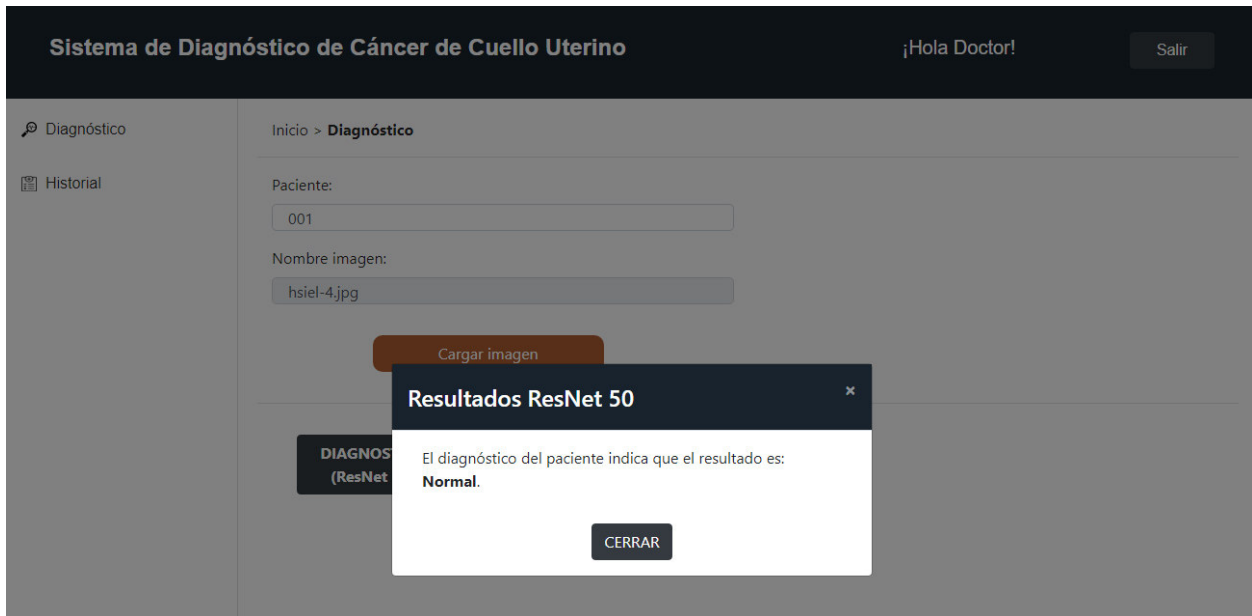 Sistema de Diagnóstico de Cáncer de Cuello Uterino
¡Hola Doctor!
Salir
Diagnóstico
Historial
Inicio > Diagnóstico
Paciente:
001
Nombre imagen:
hsiel-4.jpg
Cargar imagen
Resultados ResNet 50
×
El diagnóstico del paciente indica que el resultado es:
Normal.
CERRAR
DIAGNOST
(ResNet